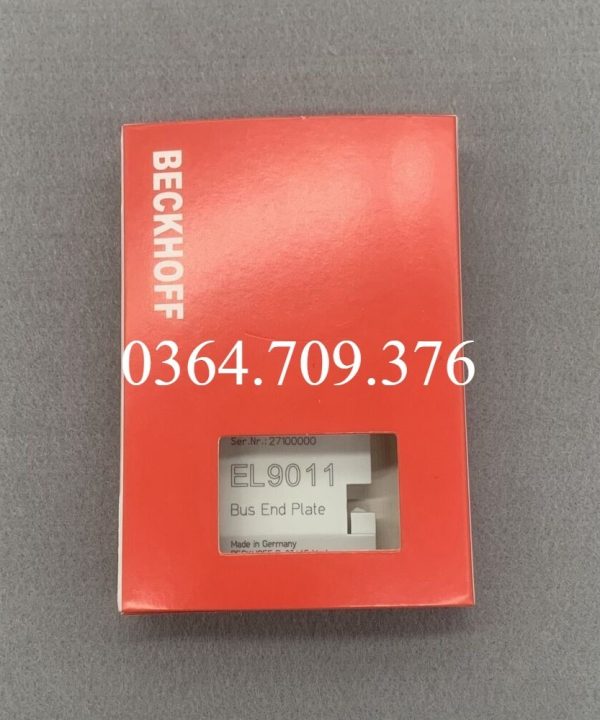 BECKHOFF
0364.709.376
Ser.Nr.: 27100000
EL9011
Bus End Plate
Made in Germany